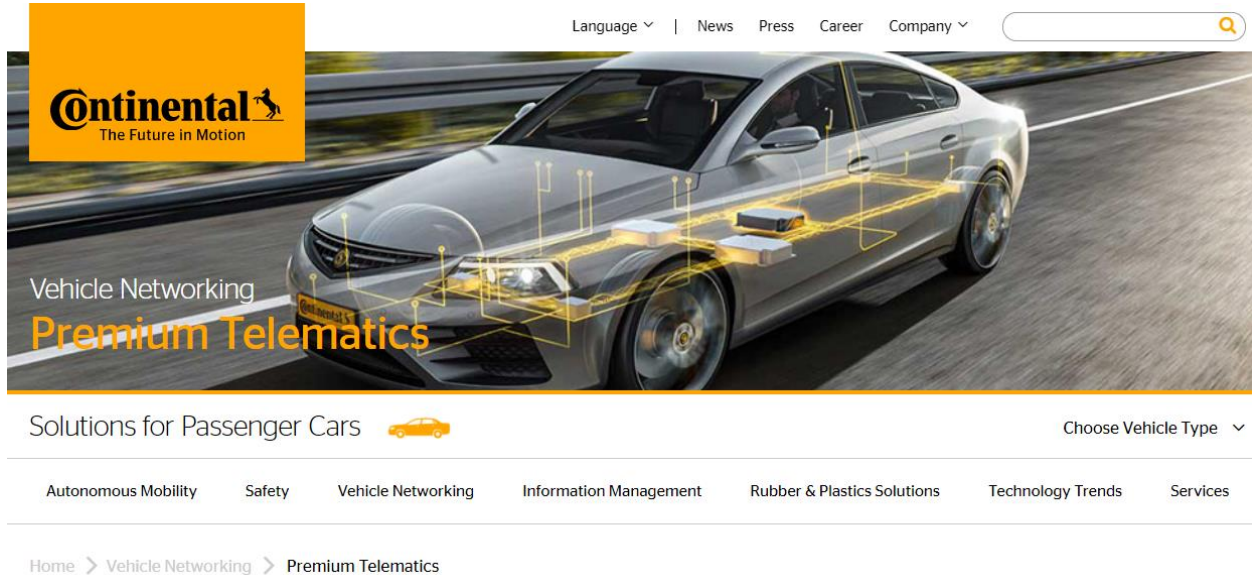 Language | News Press Career Company
Continental
The Future in Motion
Vehicle Networking
Premium Telematics
Continental
Solutions for Passenger Cars Choose Vehicle Type
Autonomous Mobility Safety Vehicle Networking Information Management Rubber & Plastics Solutions Technology Trends Services
Home > Vehicle Networking > Premium Telematics